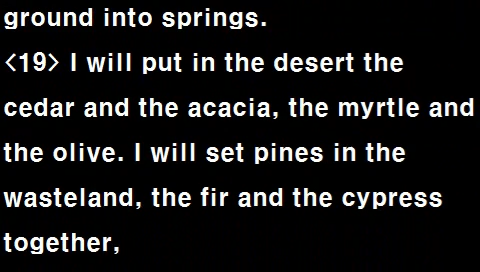 ground into springs.
<19> I will put in the desert the
cedar and the acacia, the myrtle and
the olive. I will set pines in the
wasteland, the fir and the cypress
together,